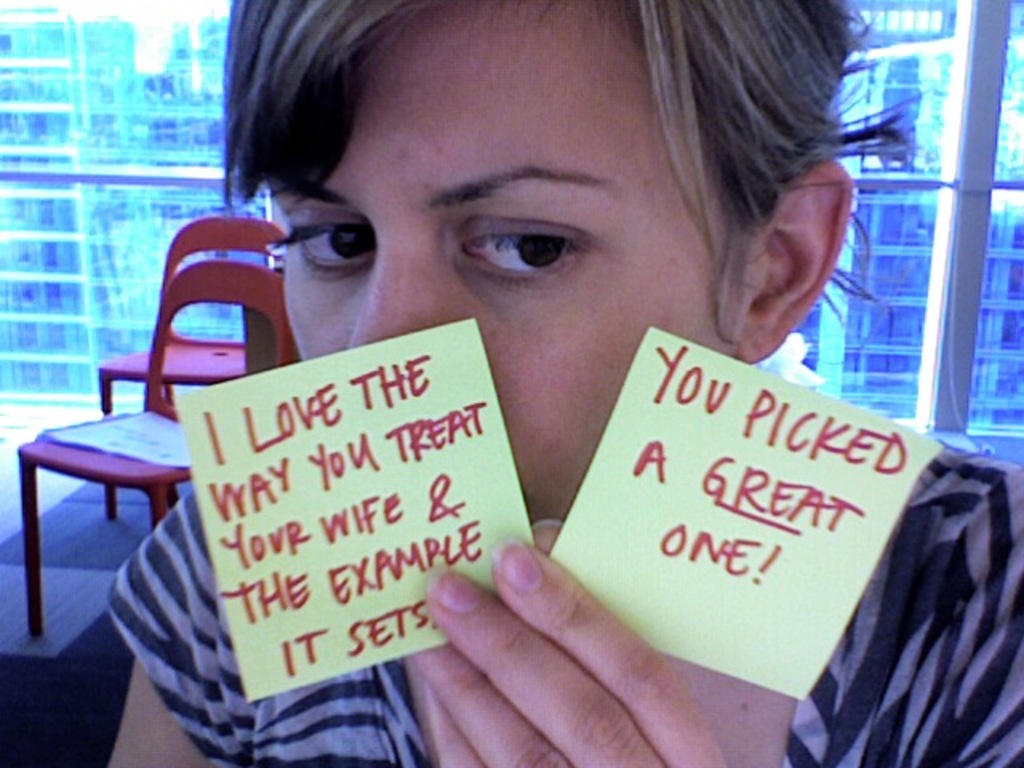 I LOVE THE
WAY YOU TREAT
YOUR WIFE &
THE EXAMPLE
IT SETS.
YOU PICKED
A GREAT
ONE!